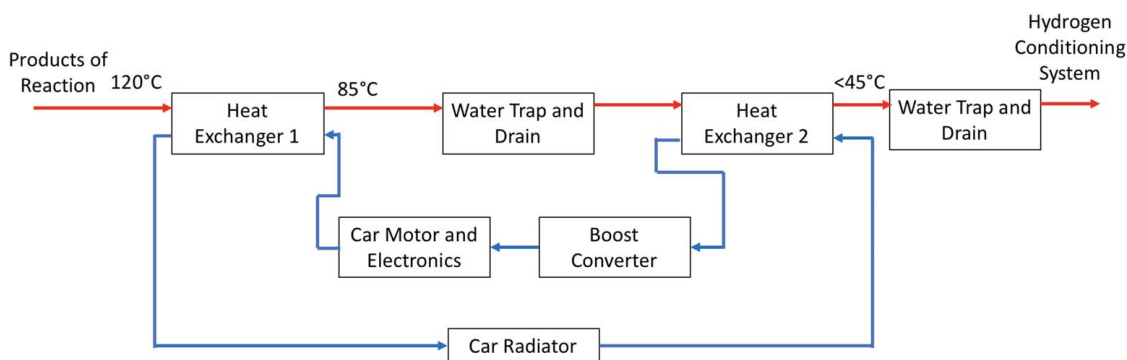 Products of
Reaction
120°C
Heat
Exchanger 1
85°C
Water Trap and
Drain
Heat
Exchanger 2
<45°C
Water Trap and
Drain
Hydrogen
Conditioning
System
Car Motor and
Electronics
Boost
Converter
Car Radiator